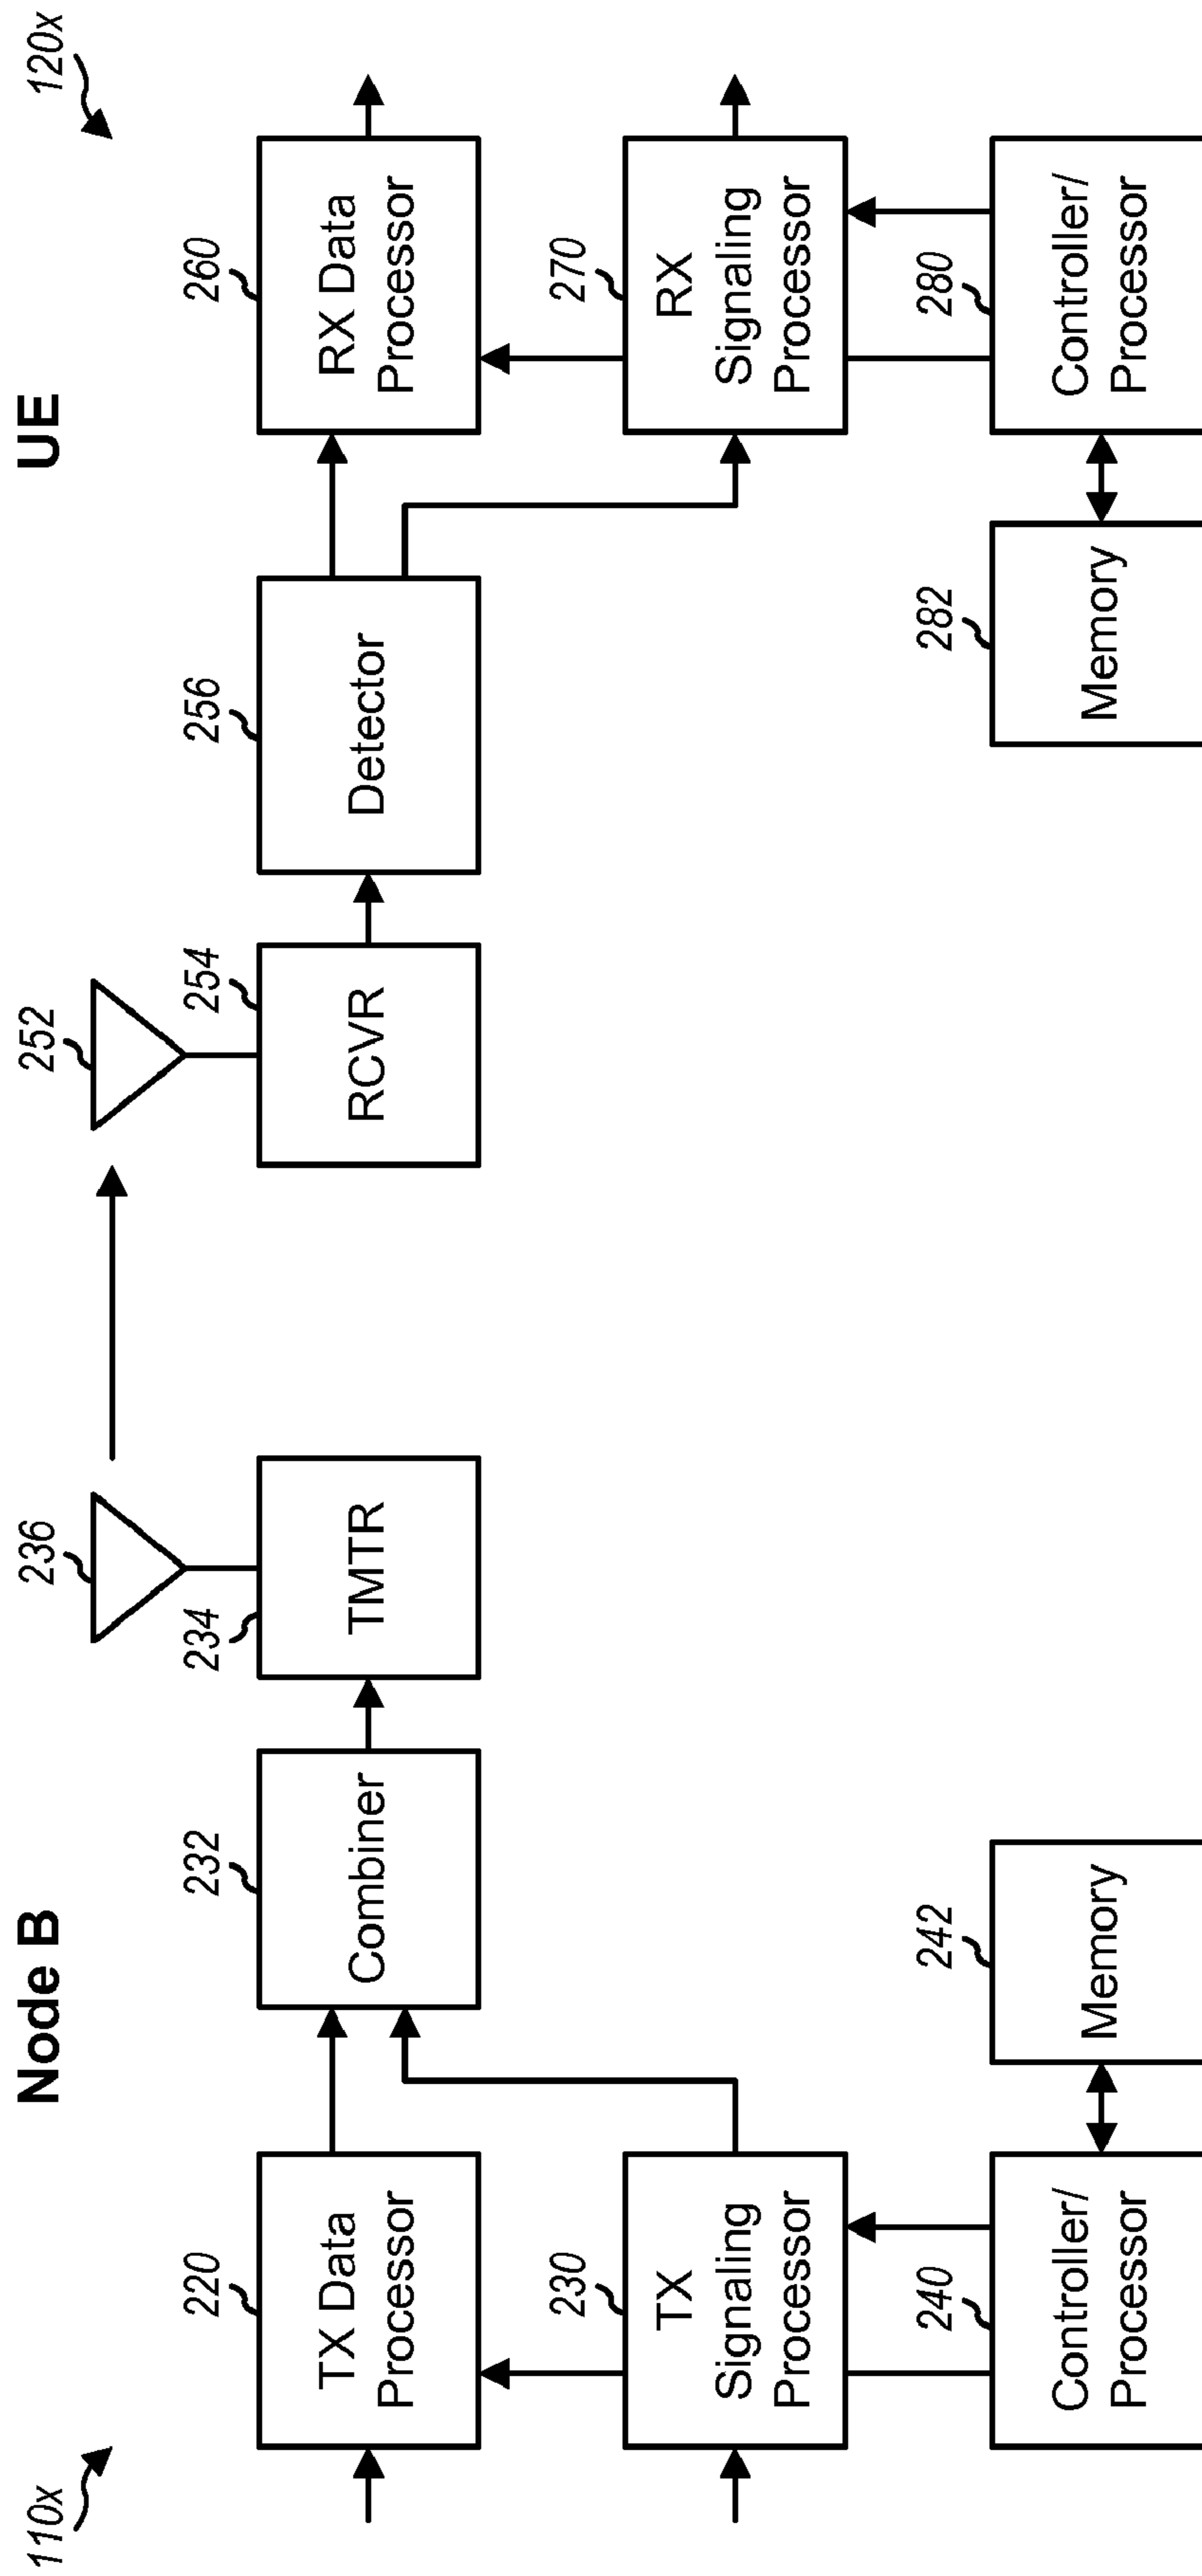 110x
Node B
UE
120x
236
252
220
TX Data
Processor
232
Combiner
234
TMTR
254
RCVR
256
Detector
260
RX Data
Processor
230
TX
Signaling
Processor
270
RX
Signaling
Processor
240
Controller/
Processor
242
Memory
282
Memory
280
Controller/
Processor